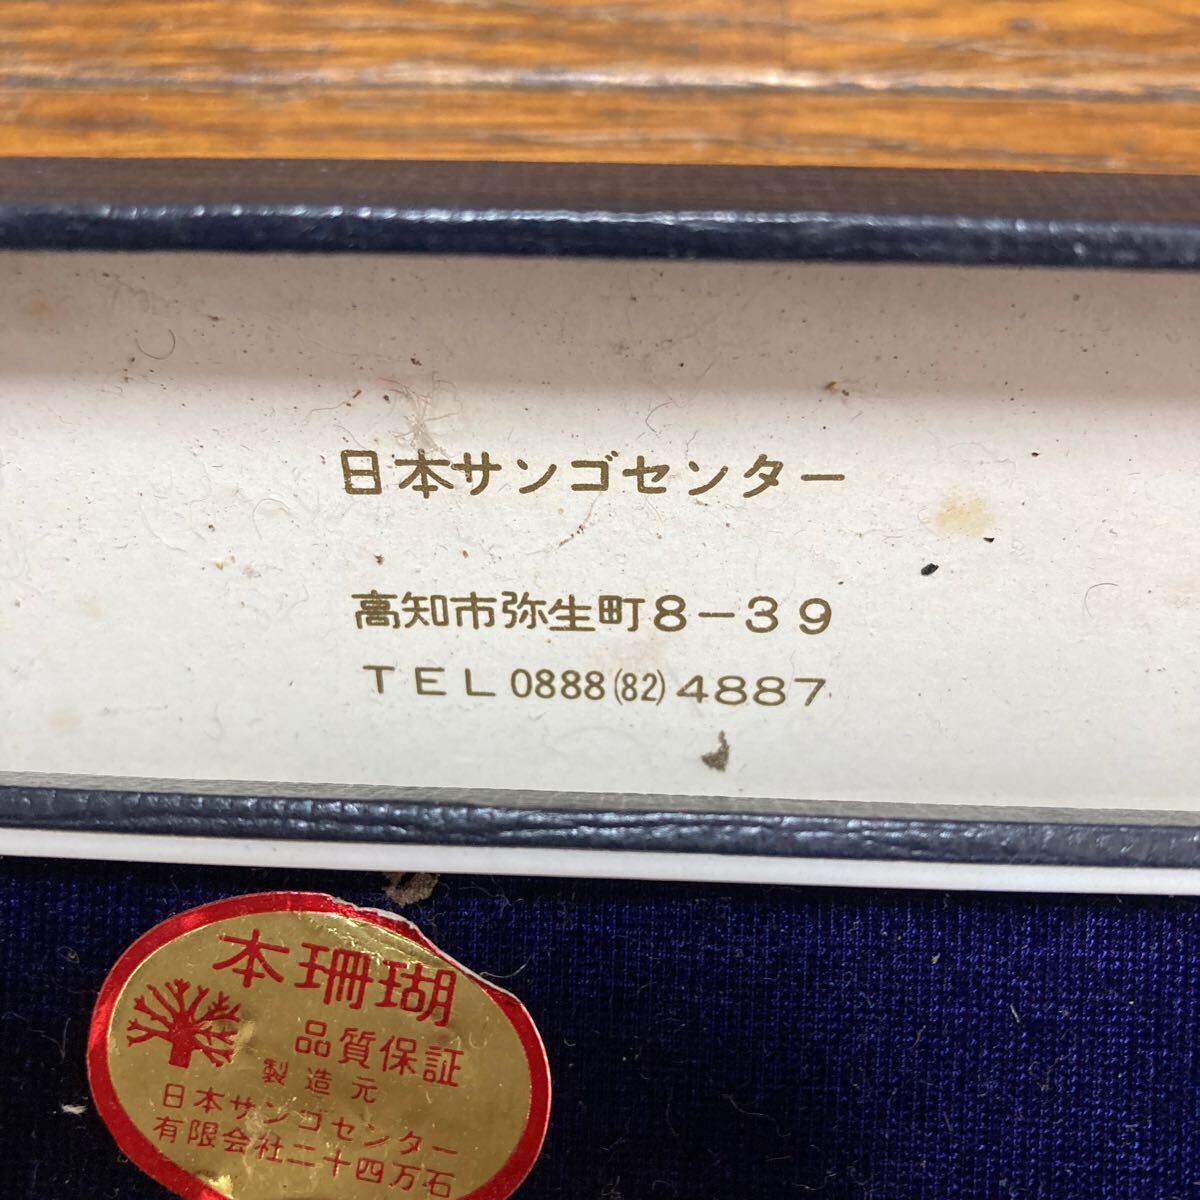 日本サンゴセンター
高知市弥生町8-39
TEL0888(82)4887
本珊瑚
品質保証
製造元
日本サンゴセンター
有限会社二十四万石